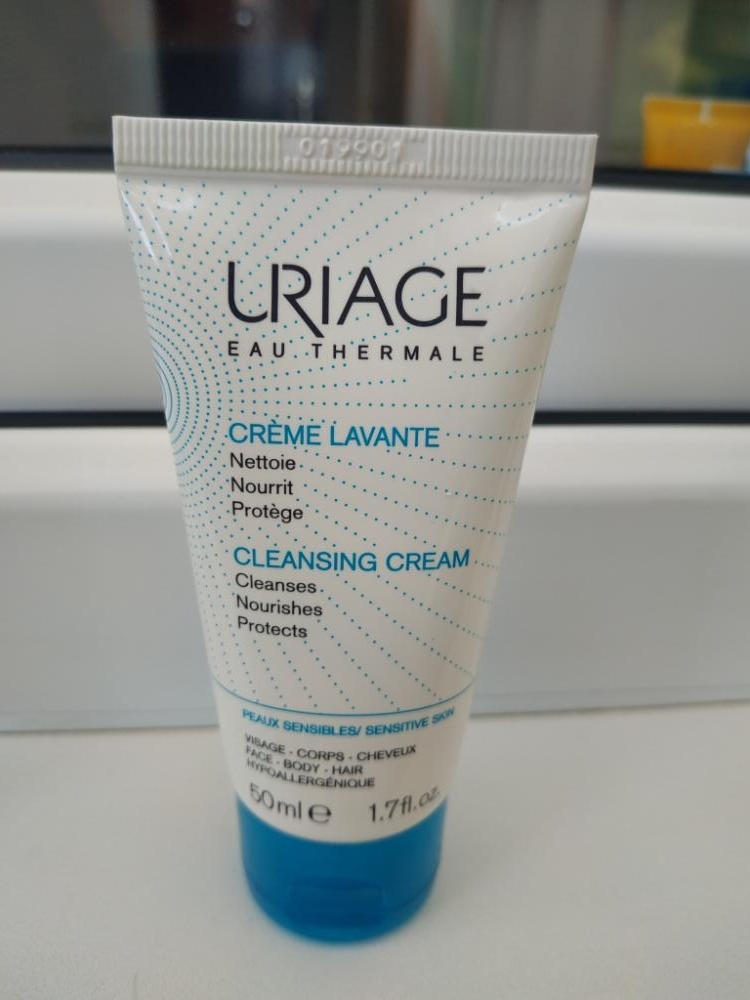 019901
URIAGE
EAU THERMALE
CRÈME LAVANTE
Nettoie
Nourrit
Protège
CLEANSING CREAM
Cleanses
Nourishes
Protects
PEAUX SENSIBLES/ SENSITIVE SKIN
VISAGE - CORPS - CHEVEUX
FACE - BODY - HAIR
HYPOALLERGÉNIQUE
50ml e 1.7fl.oz.